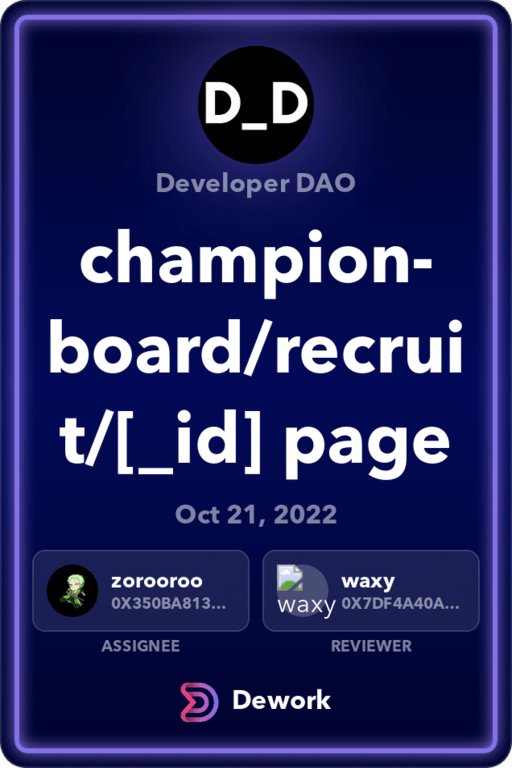 D_D
Developer DAO
champion-
board/recrui
t/[_id] page
Oct 21, 2022
zorooroo
0X350BA813...
waxy
waxy
0X7DF4A40A...
ASSIGNEE
REVIEWER
Dework